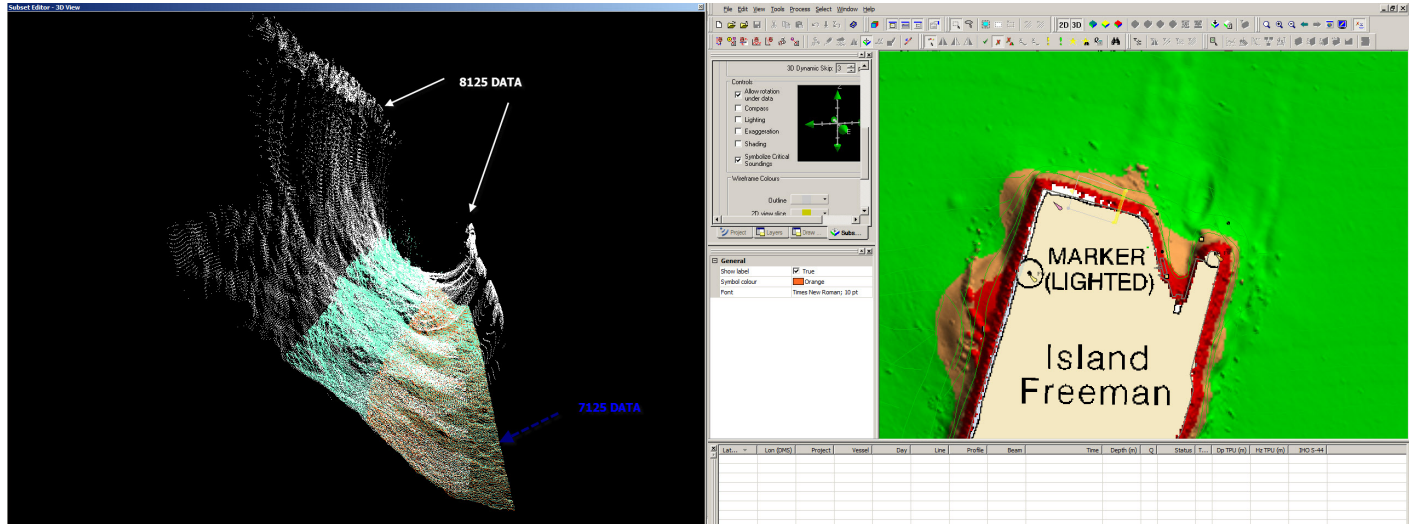 Subset Editor - 3D View
8125 DATA
7125 DATA
File Edit View Tools Process Select Window Help
2D 3D
3D Dynamic Skip: 3
Controls
Allow rotation
under data
Compass
Lighting
Exaggeration
Shading
Symbolize Critical
Soundings
Wireframe Colours
Outline
2D view slice
Project Layers Draw... Subs...
General
Show label True
Symbol colour Orange
Font Times New Roman; 10 pt
MARKER
(LIGHTED)
Island
Freeman
Lat... Lon (DMS) Project Vessel Day Line Profile Beam Time Depth (m) Q Status T... Dp TPU (m) Hz TPU (m) IHO S-44